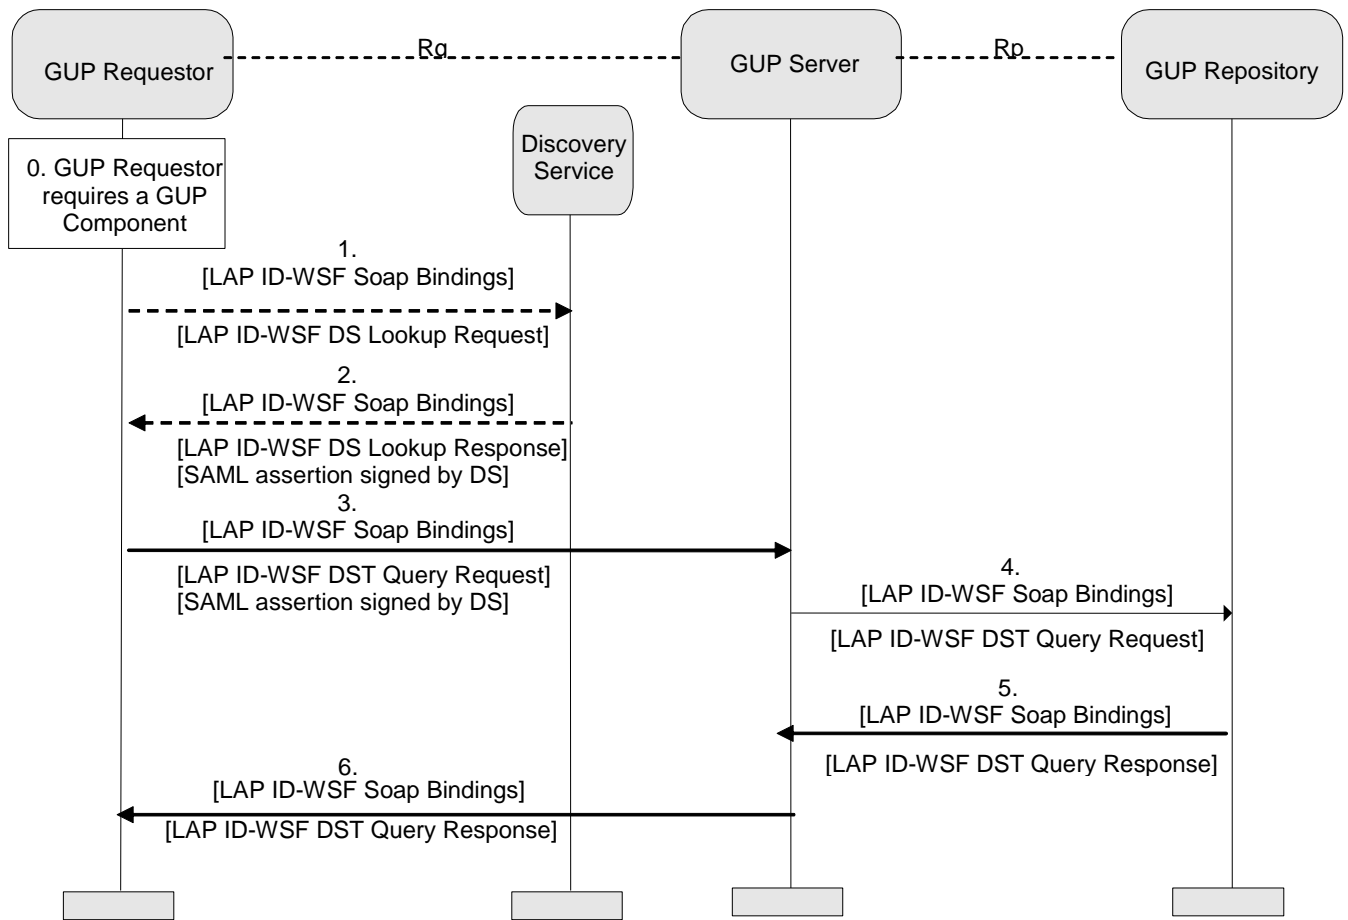 GUP Requestor
Rg
GUP Server
Rp
GUP Repository
Discovery
Service
0. GUP Requestor
requires a GUP
Component
1.
[LAP ID-WSF Soap Bindings]
[LAP ID-WSF DS Lookup Request]
2.
[LAP ID-WSF Soap Bindings]
[LAP ID-WSF DS Lookup Response]
[SAML assertion signed by DS]
3.
[LAP ID-WSF Soap Bindings]
[LAP ID-WSF DST Query Request]
[SAML assertion signed by DS]
4.
[LAP ID-WSF Soap Bindings]
[LAP ID-WSF DST Query Request]
5.
[LAP ID-WSF Soap Bindings]
[LAP ID-WSF DST Query Response]
6.
[LAP ID-WSF Soap Bindings]
[LAP ID-WSF DST Query Response]